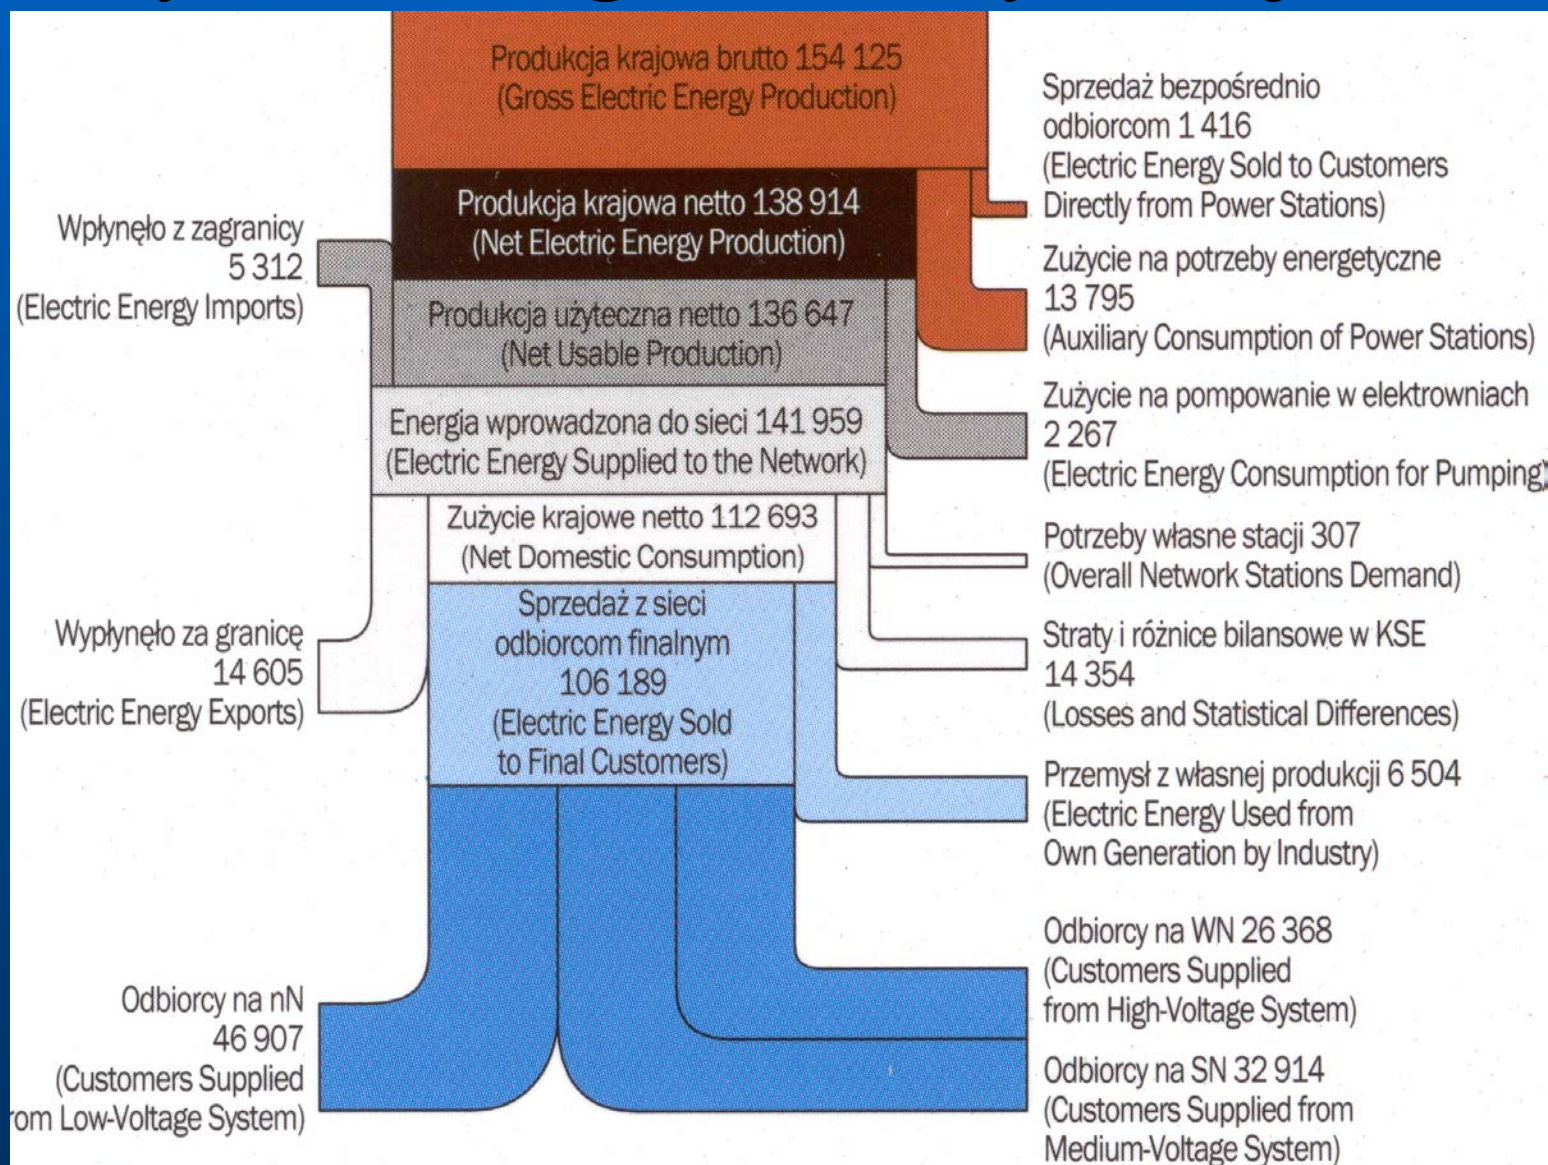 Produkcja krajowa brutto 154 125
(Gross Electric Energy Production)
Sprzedaż bezpośrednio
odbiorcom 1 416
(Electric Energy Sold to Customers
Directly from Power Stations)
Produkcja krajowa netto 138 914
(Net Electric Energy Production)
Wpłynęło z zagranicy
5 312
(Electric Energy Imports)
Zużycie na potrzeby energetyczne
13 795
(Auxiliary Consumption of Power Stations)
Produkcja użyteczna netto 136 647
(Net Usable Production)
Zużycie na pompowanie w elektrowniach
2 267
(Electric Energy Consumption for Pumping)
Energia wprowadzona do sieci 141 959
(Electric Energy Supplied to the Network)
Zużycie krajowe netto 112 693
(Net Domestic Consumption)
Potrzeby własne stacji 307
(Overall Network Stations Demand)
Sprzedaż z sieci
odbiorcom finalnym
106 189
(Electric Energy Sold
to Final Customers)
Wypłynęło za granicę
14 605
(Electric Energy Exports)
Straty i różnice bilansowe w KSE
14 354
(Losses and Statistical Differences)
Przemysł z własnej produkcji 6 504
(Electric Energy Used from
Own Generation by Industry)
Odbiorcy na WN 26 368
(Customers Supplied
from High-Voltage System)
Odbiorcy na nN
46 907
(Customers Supplied
rom Low-Voltage System)
Odbiorcy na SN 32 914
(Customers Supplied from
Medium-Voltage System)